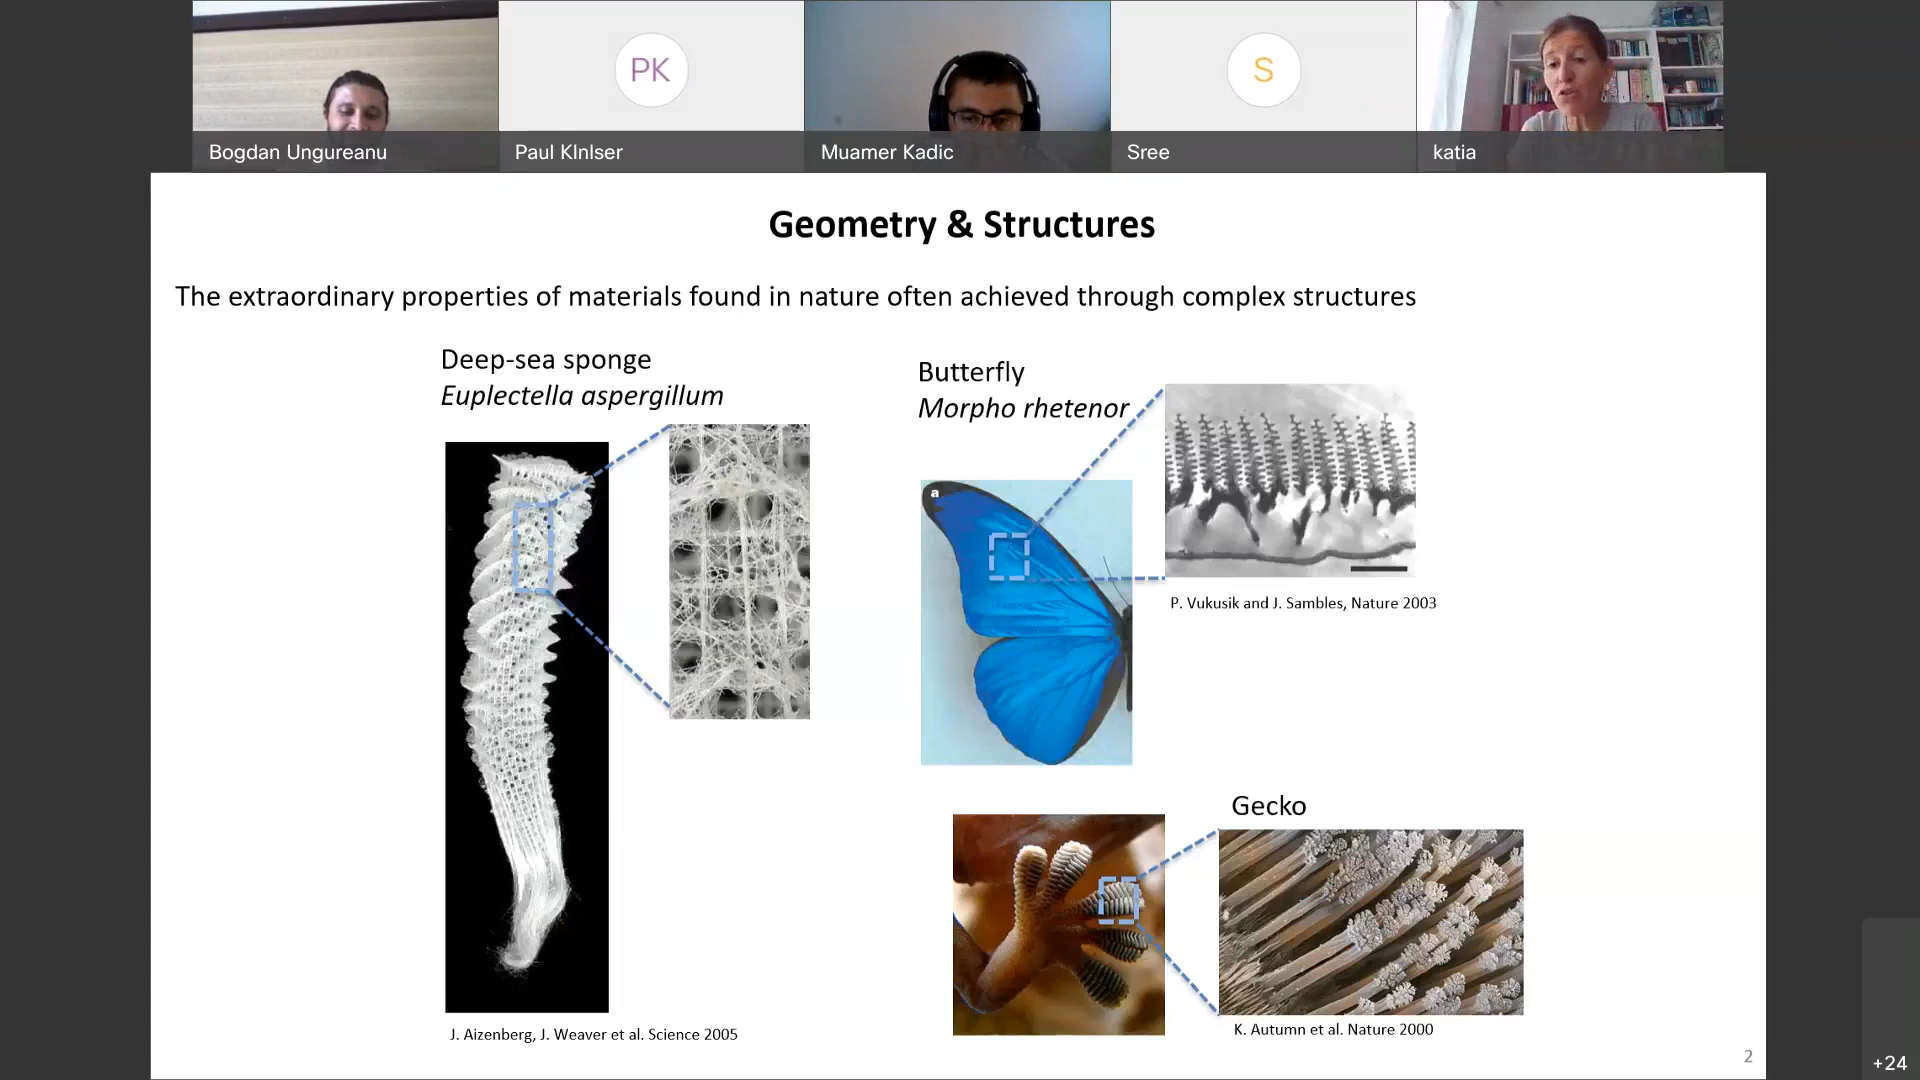 PK
S
Bogdan Ungureanu
Paul KlnIser
Muamer Kadic
Sree
katia
Geometry & Structures
The extraordinary properties of materials found in nature often achieved through complex structures
Deep-sea sponge
Euplectella aspergillum
Butterfly
Morpho rhetenor
a
P. Vukusik and J. Sambles, Nature 2003
Gecko
J. Aizenberg, J. Weaver et al. Science 2005
K. Autumn et al. Nature 2000
2
+24